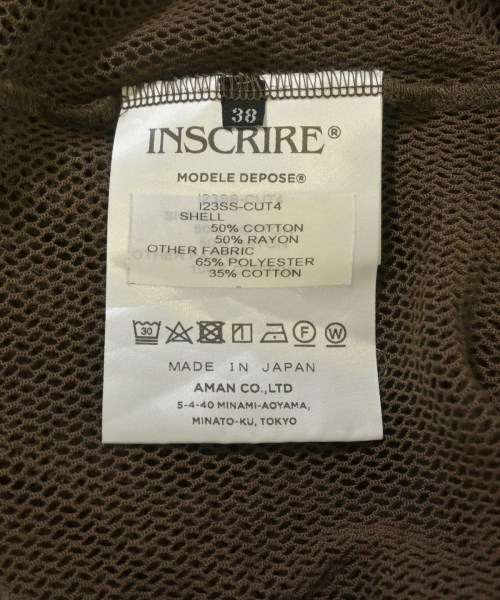 38
INSCRIRE®
MODELE DEPOSE®
I23SS-CUT4
SHELL
50% COTTON
50% RAYON
OTHER FABRIC
65% POLYESTER
35% COTTON
30
F W
MADE IN JAPAN
AMAN CO.,LTD
5-4-40 MINAMI-AOYAMA,
MINATO-KU, TOKYO